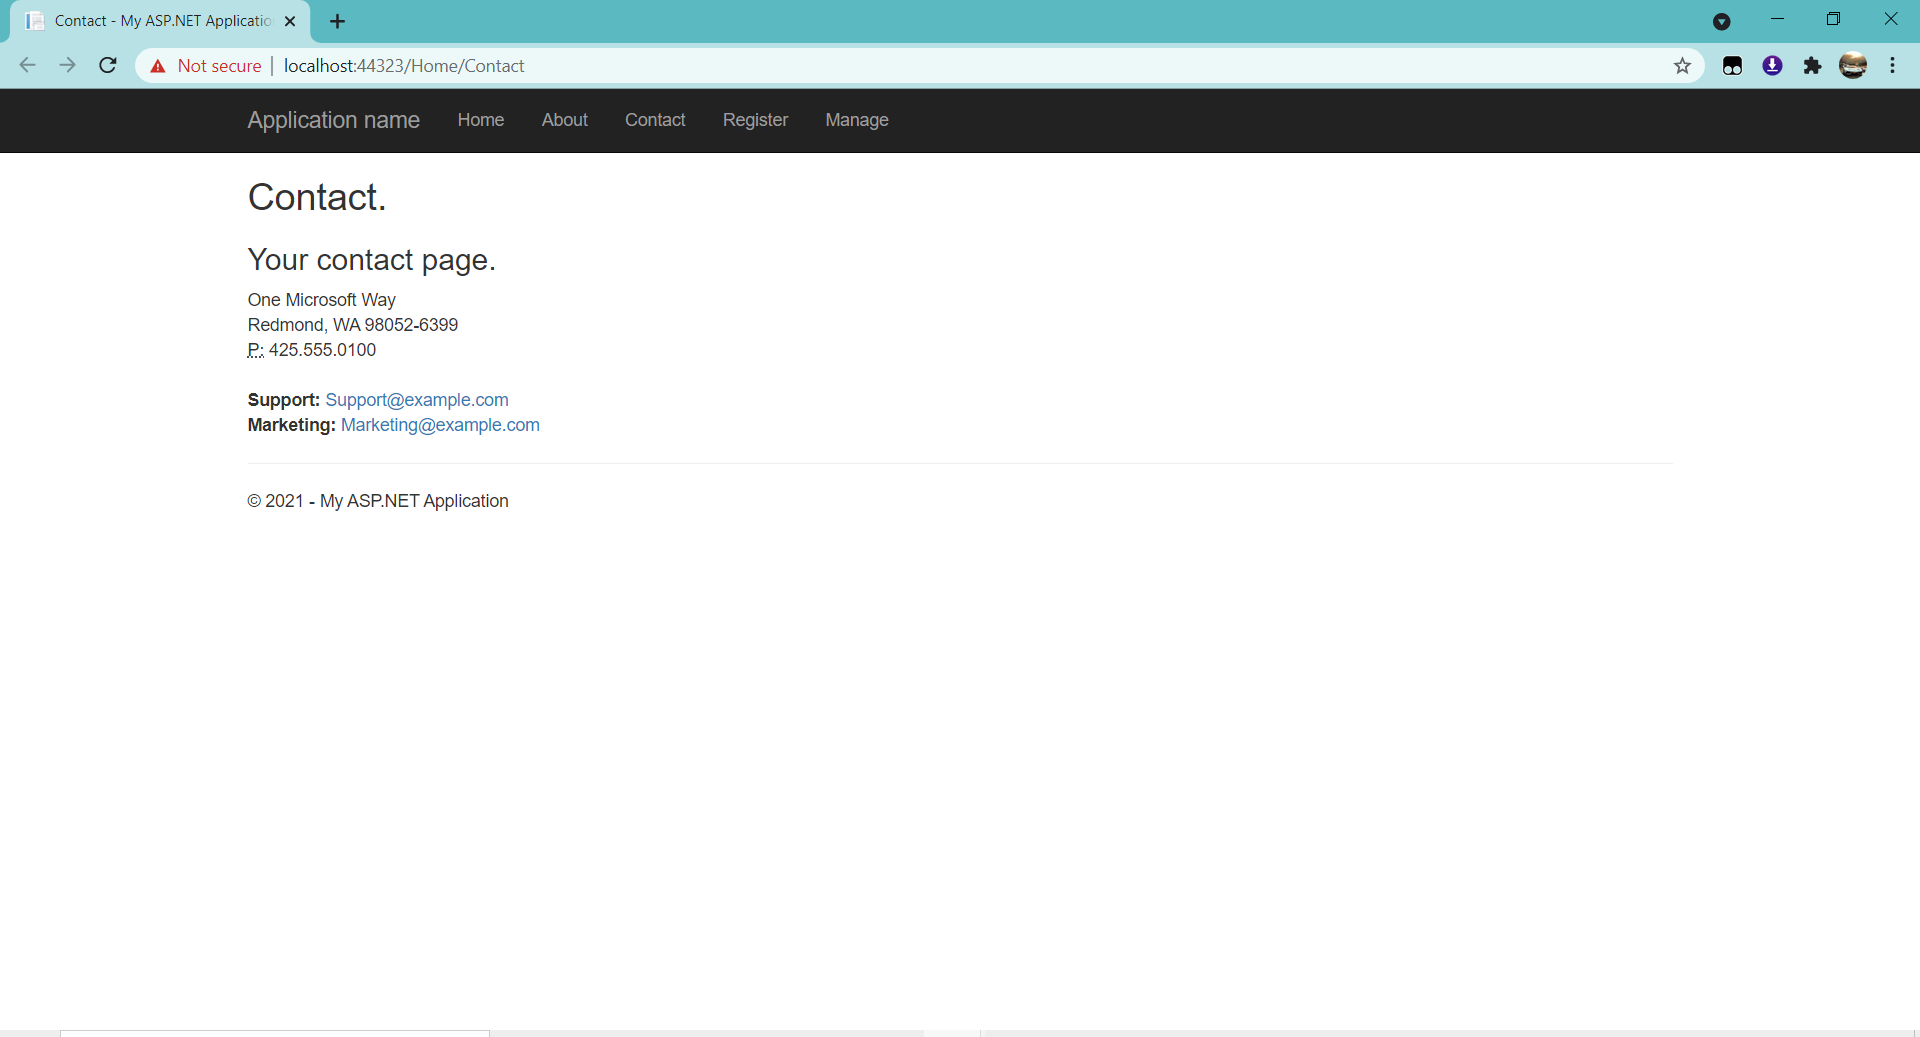 Contact - My ASP.NET Applicatio
Not secure | localhost:44323/Home/Contact
Application name Home About Contact Register Manage
Contact.
Your contact page.
One Microsoft Way
Redmond, WA 98052-6399
P: 425.555.0100
Support: Support@example.com
Marketing: Marketing@example.com
© 2021 - My ASP.NET Application